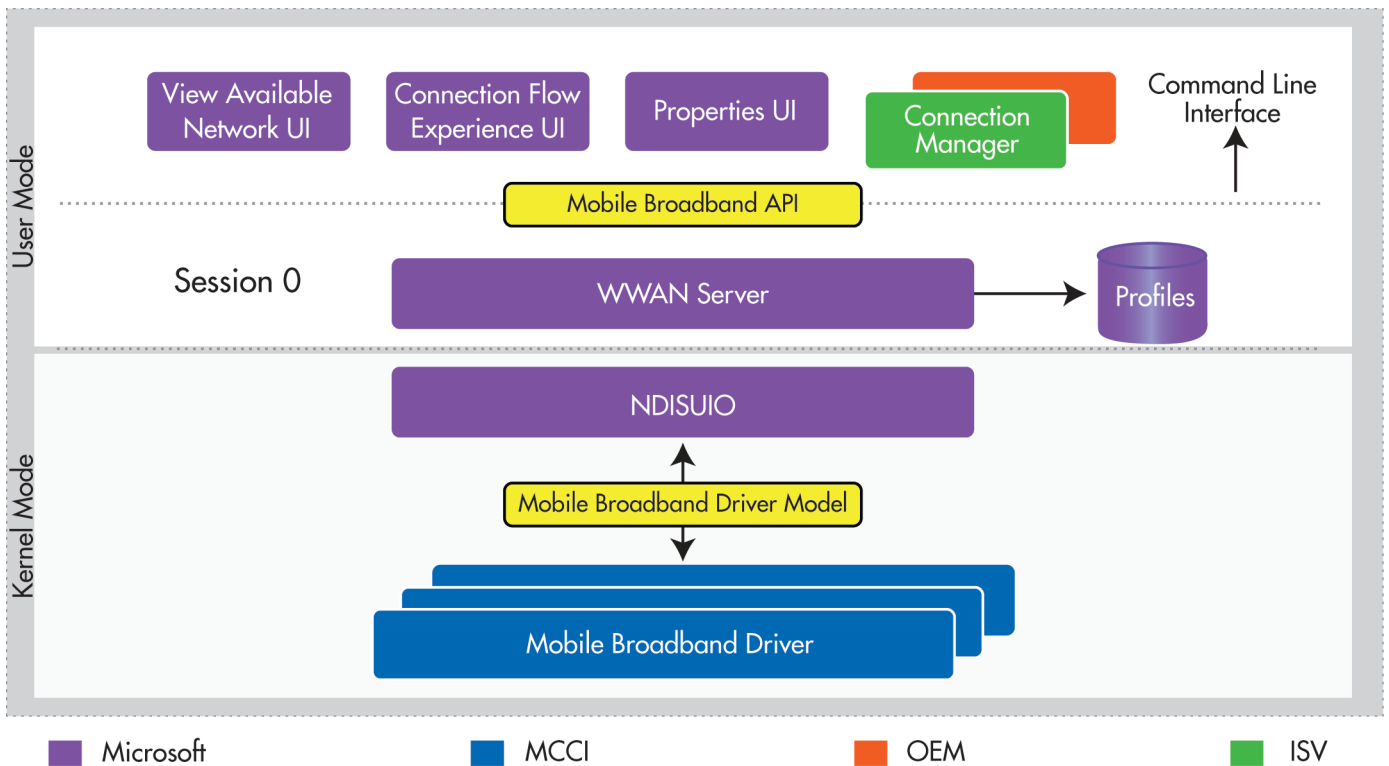 User Mode
View Available
Network UI
Connection Flow
Experience UI
Properties UI
Connection
Manager
Command Line
Interface
Mobile Broadband API
Session 0
WWAN Server
Profiles
Kernel Mode
NDISUIO
Mobile Broadband Driver Model
Mobile Broadband Driver
Microsoft
MCCI
OEM
ISV